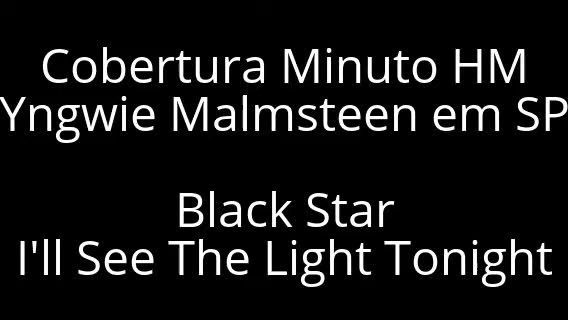 Cobertura Minuto HM
Yngwie Malmsteen em SP
Black Star
I'll See The Light Tonight